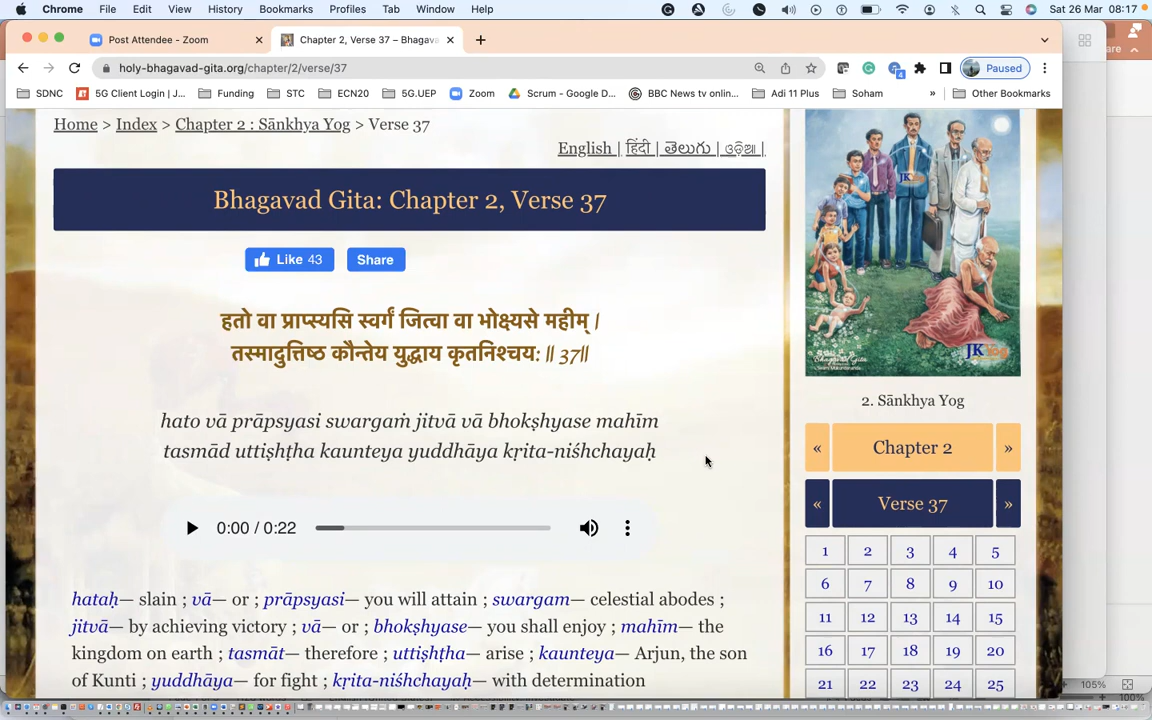 Chrome File Edit View History Bookmarks Profiles Tab Window Help Sat 26 Mar 08:17
Post Attendee - Zoom
Chapter 2, Verse 37 – Bhagava
holy-bhagavad-gita.org/chapter/2/verse/37
4
Paused
SDNC
5G Client Login | J...
Funding
STC
ECN20
5G.UEP
Zoom
Scrum - Google D...
BBC News tv onlin...
Adi 11 Plus
Soham
»
Other Bookmarks
Home > Index > Chapter 2 : Sānkhya Yog > Verse 37
English | हिंदी | తెలుగు | ଓଡ଼ିଆ |
Bhagavad Gita: Chapter 2, Verse 37
Like 43
Share
हतो वा प्राप्स्यसि स्वर्गं जित्वा वा भोक्ष्यसे महीम् |
तस्मादुत्तिष्ठ कौन्तेय युद्धाय कृतनिश्चय: || 37||
hato vā prāpsyasi swargaṁ jitvā vā bhokṣhyase mahīm
tasmād uttiṣhṭha kaunteya yuddhāya kṛita-niśhchayaḥ
0:00 / 0:22
hataḥ— slain ; vā— or ; prāpsyasi— you will attain ; swargam— celestial abodes ;
jitvā— by achieving victory ; vā— or ; bhokṣhyase— you shall enjoy ; mahīm— the
kingdom on earth ; tasmāt— therefore ; uttiṣhṭha— arise ; kaunteya— Arjun, the son
of Kunti ; yuddhāya— for fight ; kṛita-niśhchayaḥ— with determination
JK
JKYog
2. Sānkhya Yog
« Chapter 2 »
« Verse 37 »
1 2 3 4 5
6 7 8 9 10
11 12 13 14 15
16 17 18 19 20
21 22 23 24 25
are
105%
100%